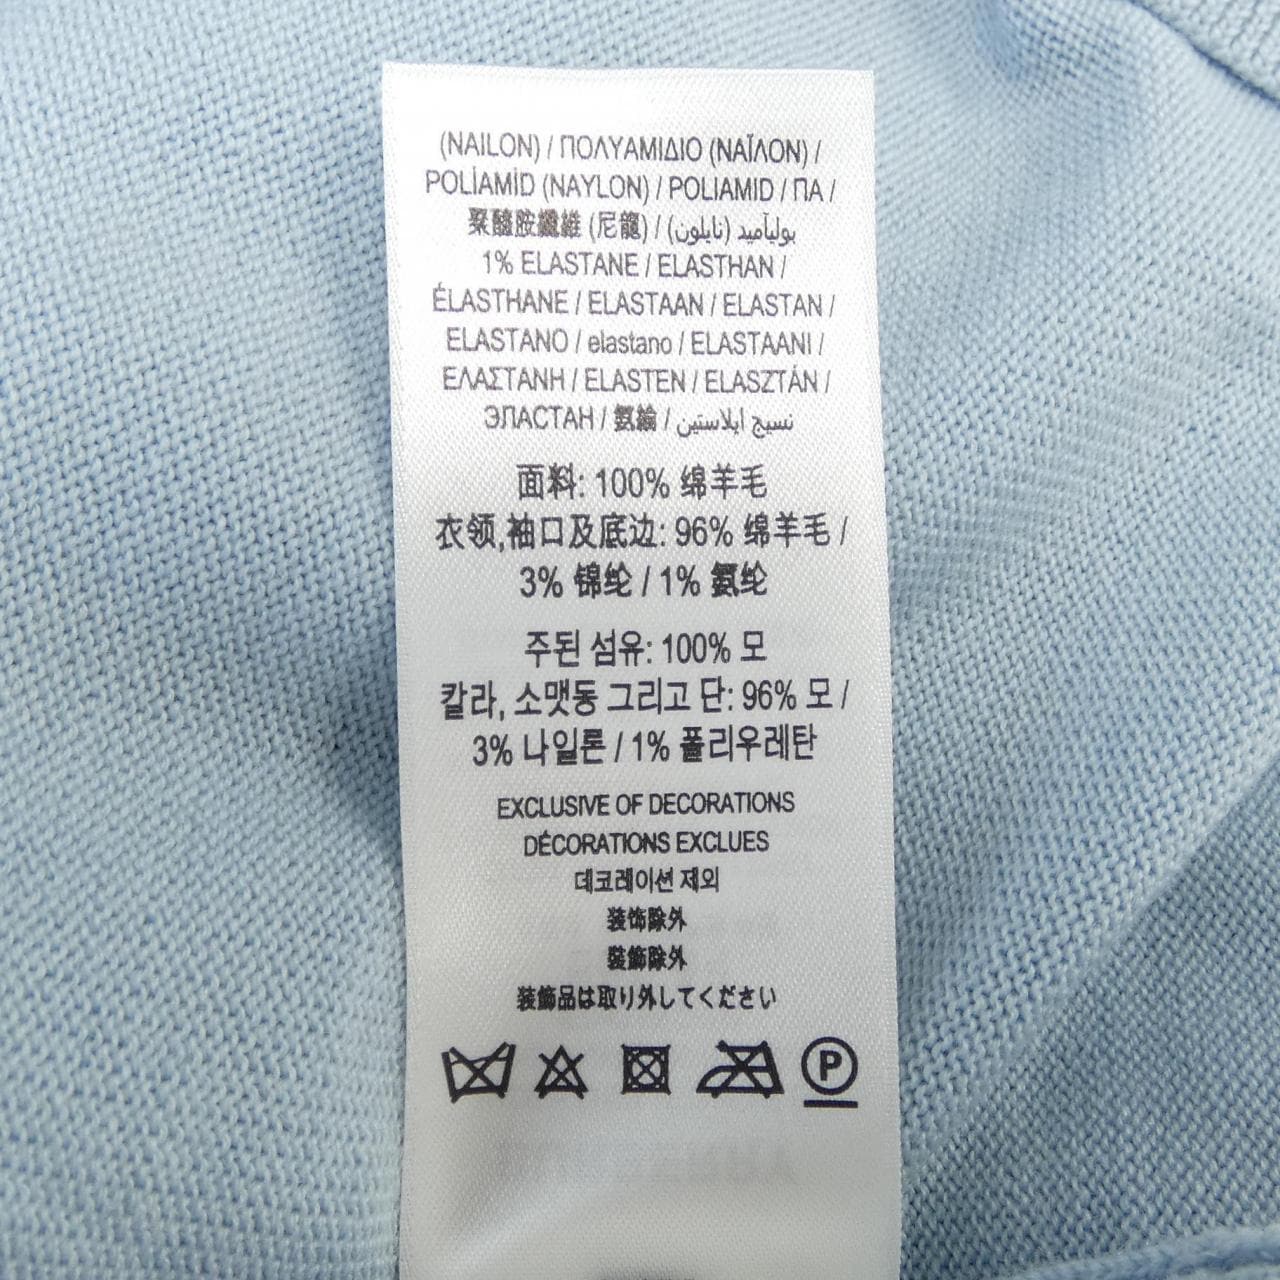 (NAILON) / ΠΟΛΥΑΜΙΔΙΟ (ΝΑΪΛΟΝ) /
POLİAMİD (NAYLON) / POLIAMID / ПА /
聚醯胺纖維 (尼龍) / بوليآميد (نايلون)
1% ELASTANE / ELASTHAN /
ÉLASTHANE / ELASTAAN / ELASTAN /
ELASTANO / elastano / ELASTAANI /
ΕΛΑΣΤΑΝΗ / ELASTEN / ELASZTÁN /
ЭЛАСТАН / 氨綸 / نسيج ايلاستين
面料: 100% 绵羊毛
衣领,袖口及底边: 96% 绵羊毛 /
3% 锦纶 / 1% 氨纶
주된 섬유: 100% 모
칼라, 소맷동 그리고 단: 96% 모 /
3% 나일론 / 1% 폴리우레탄
EXCLUSIVE OF DECORATIONS
DÉCORATIONS EXCLUES
데코레이션 제외
装饰除外
裝飾除外
装飾品は取り外してください
P